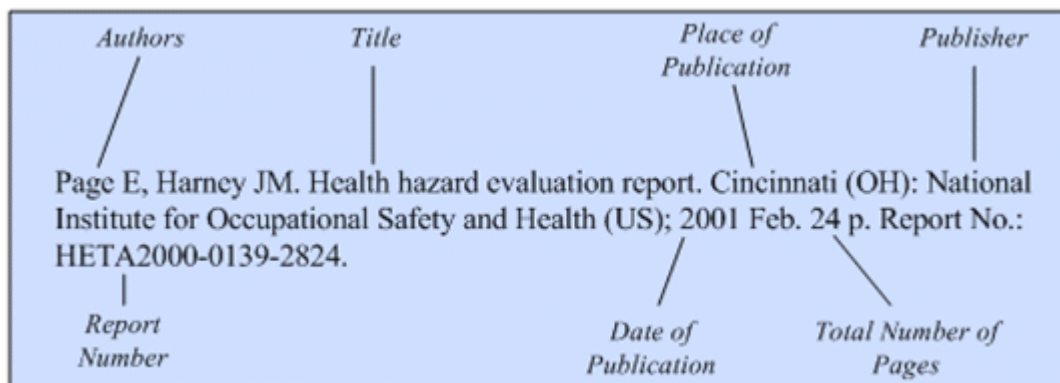 Authors
Title
Place of
Publication
Publisher
Page E, Harney JM. Health hazard evaluation report. Cincinnati (OH): National
Institute for Occupational Safety and Health (US); 2001 Feb. 24 p. Report No.:
HETA2000-0139-2824.
Report
Number
Date of
Publication
Total Number of
Pages